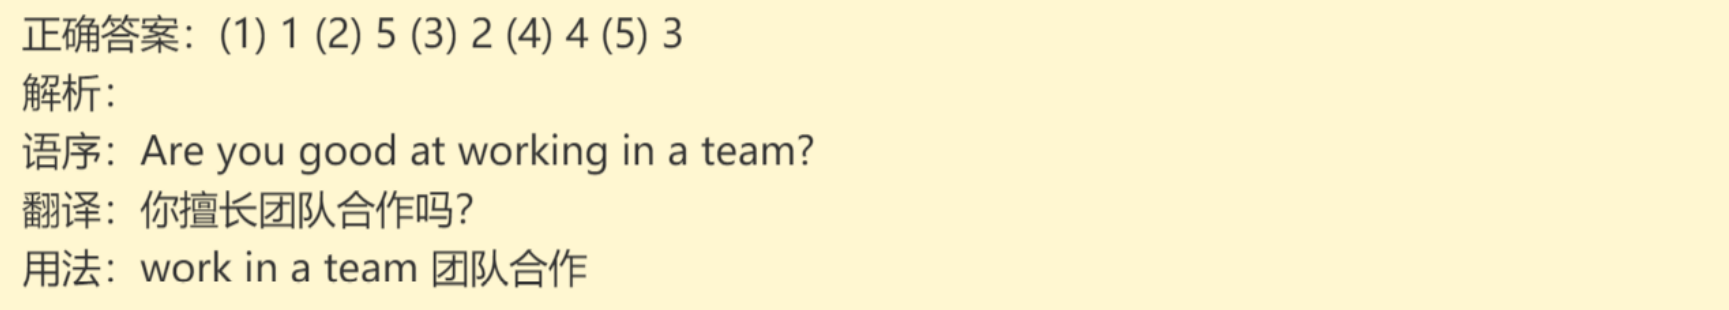 正确答案：(1) 1 (2) 5 (3) 2 (4) 4 (5) 3
解析：
语序：Are you good at working in a team?
翻译：你擅长团队合作吗？
用法：work in a team 团队合作